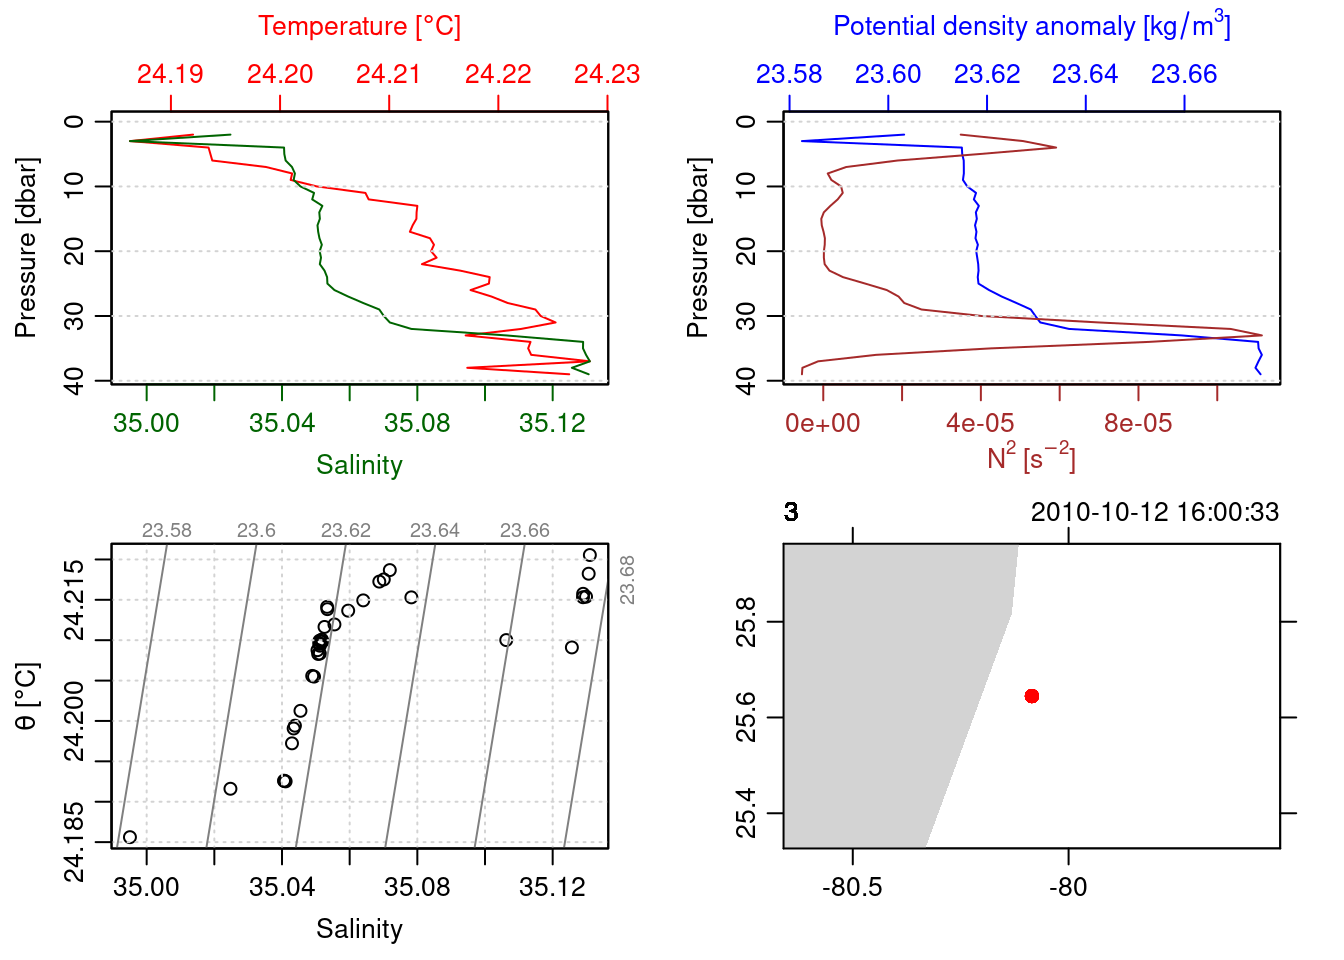 Temperature [°C]
24.19 24.20 24.21 24.22 24.23
Pressure [dbar]
0
10
20
30
40
35.00 35.04 35.08 35.12
Salinity
Potential density anomaly [kg/m³]
23.58 23.60 23.62 23.64 23.66
Pressure [dbar]
0
10
20
30
40
0e+00 4e-05 8e-05
N² [s⁻²]
23.58 23.6 23.62 23.64 23.66
23.68
θ [°C]
24.215
24.200
24.185
35.00 35.04 35.08 35.12
Salinity
3 2010-10-12 16:00:33
25.8
25.6
25.4
-80.5 -80